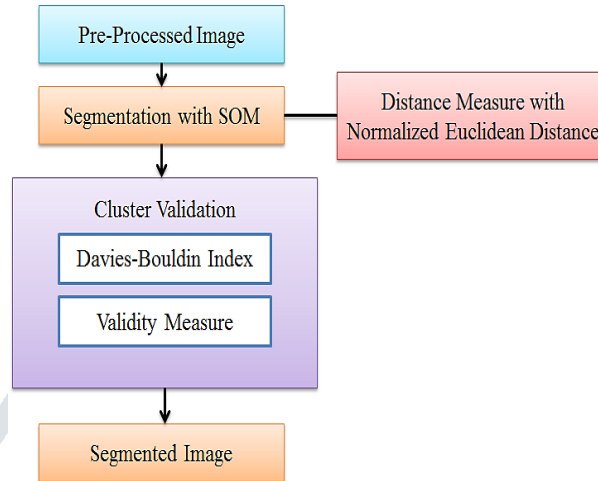 Pre-Processed Image
Segmentation with SOM
Distance Measure with
Normalized Euclidean Distance
Cluster Validation
Davies-Bouldin Index
Validity Measure
Segmented Image